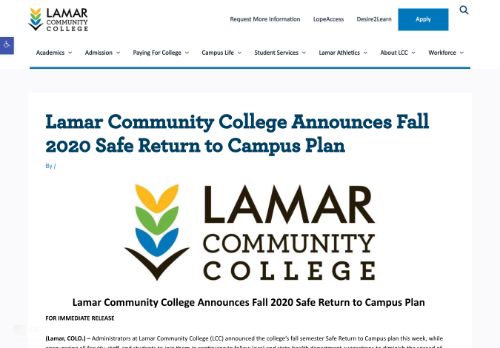 LAMAR
COMMUNITY
COLLEGE
Request More Information LopeAccess Desire2Learn Apply
Academics Admission Paying For College Campus Life Student Services Lamar Athletics About LCC Workforce
Lamar Community College Announces Fall
2020 Safe Return to Campus Plan
By /
LAMAR
COMMUNITY
COLLEGE
Lamar Community College Announces Fall 2020 Safe Return to Campus Plan
FOR IMMEDIATE RELEASE
(Lamar, COLO.) – Administrators at Lamar Community College (LCC) announced the college's fall semester Safe Return to Campus plan this week, while